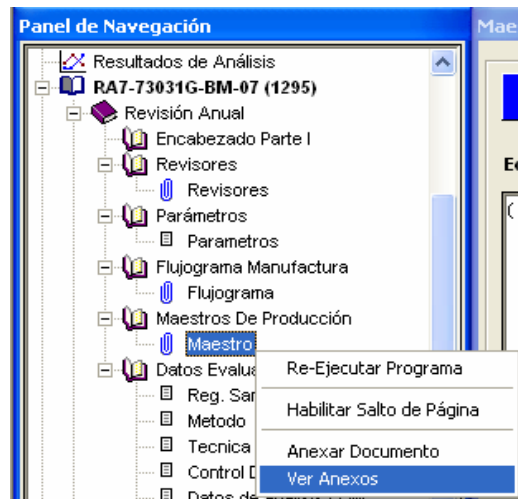 Panel de Navegación
Mae
Resultados de Análisis
RA7-73031G-BM-07 (1295)
Revisión Anual
Encabezado Parte I
Revisores
Revisores
Parámetros
Parametros
Flujograma Manufactura
Flujograma
Maestros De Producción
Maestro
Datos Evalua
Reg. Sar
Metodo
Tecnica
Control D
Datos de
Re-Ejecutar Programa
Habilitar Salto de Página
Anexar Documento
Ver Anexos